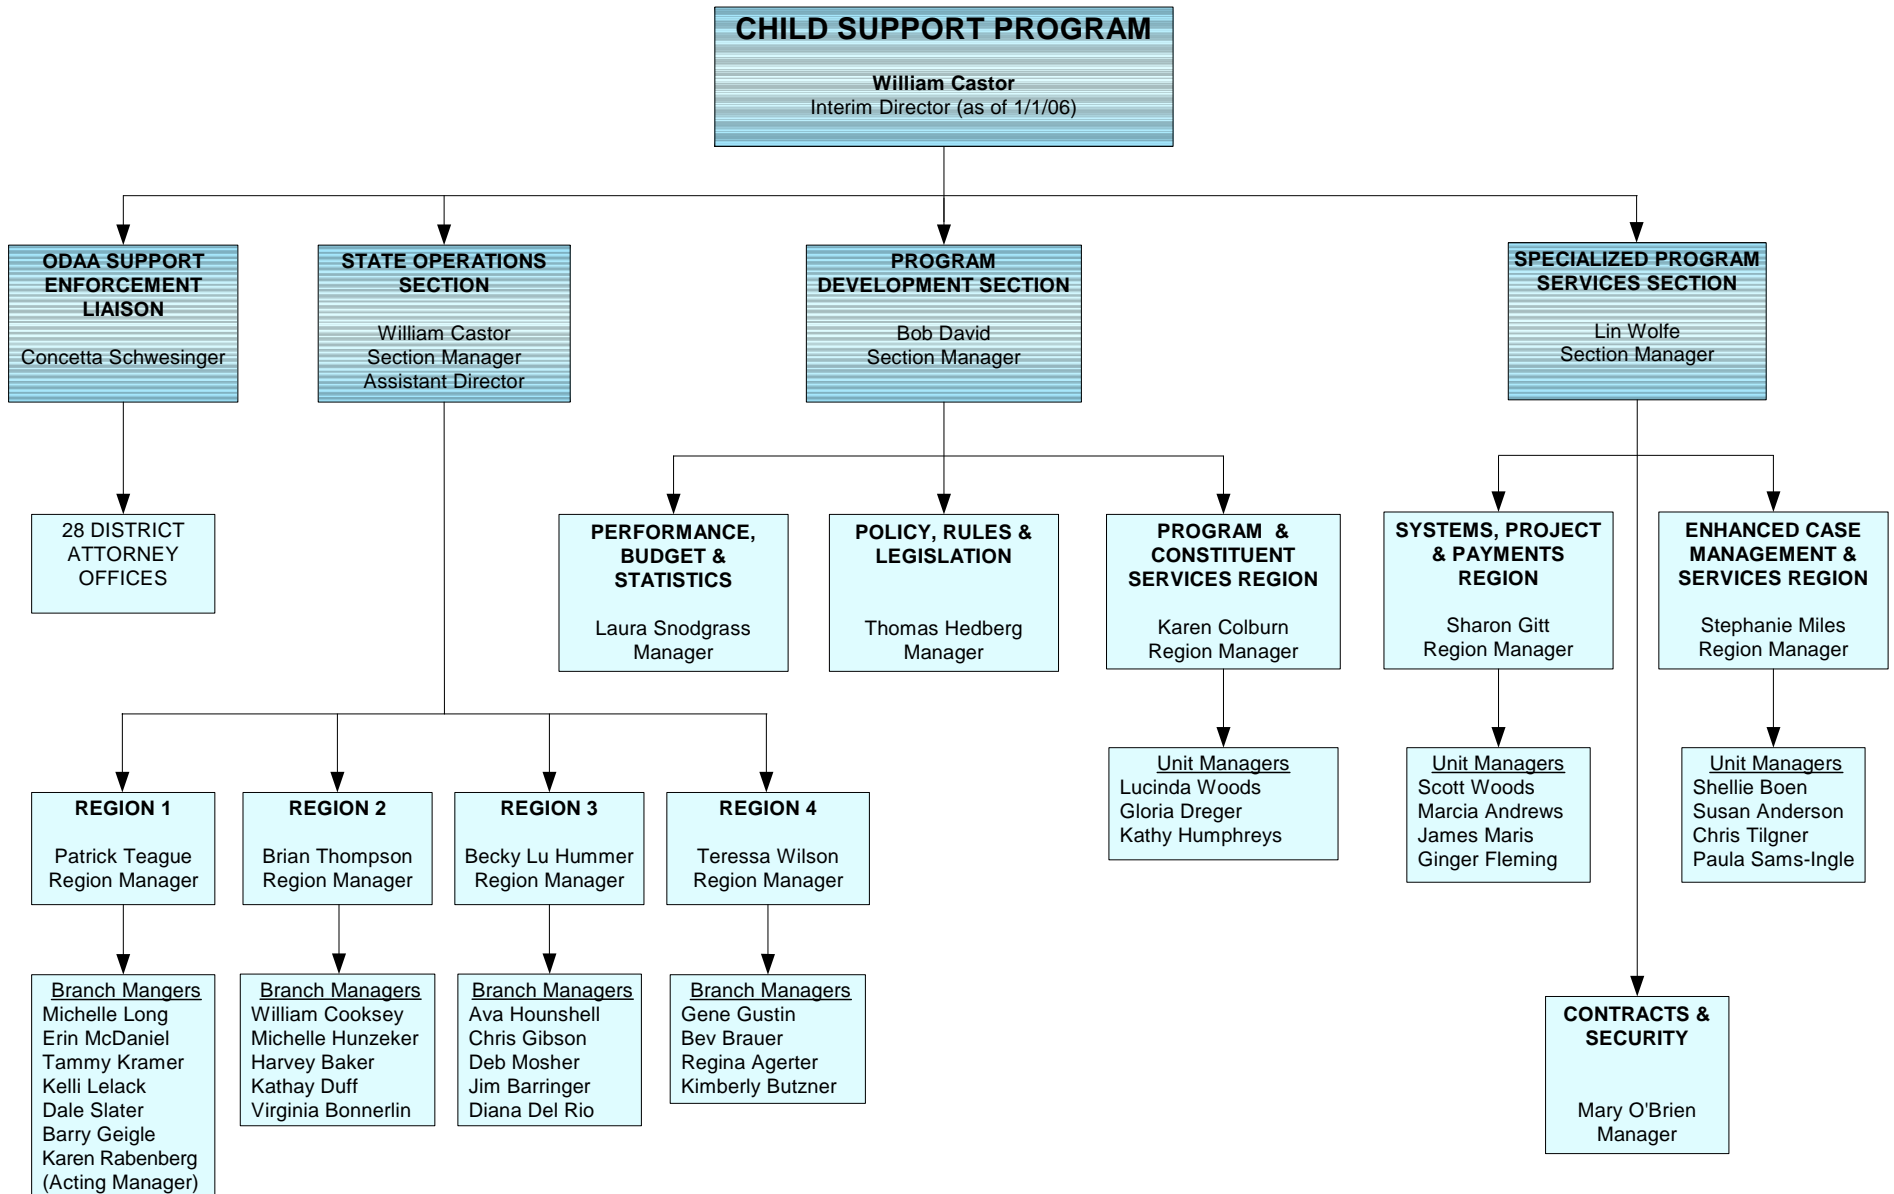 CHILD SUPPORT PROGRAM
William Castor
Interim Director (as of 1/1/06)
ODAA SUPPORT
ENFORCEMENT
LIAISON
Concetta Schwesinger
STATE OPERATIONS
SECTION
William Castor
Section Manager
Assistant Director
PROGRAM
DEVELOPMENT SECTION
Bob David
Section Manager
SPECIALIZED PROGRAM
SERVICES SECTION
Lin Wolfe
Section Manager
28 DISTRICT
ATTORNEY
OFFICES
PERFORMANCE,
BUDGET &
STATISTICS
Laura Snodgrass
Manager
POLICY, RULES &
LEGISLATION
Thomas Hedberg
Manager
PROGRAM &
CONSTITUENT
SERVICES REGION
Karen Colburn
Region Manager
SYSTEMS, PROJECT
& PAYMENTS
REGION
Sharon Gitt
Region Manager
ENHANCED CASE
MANAGEMENT &
SERVICES REGION
Stephanie Miles
Region Manager
Unit Managers
Lucinda Woods
Gloria Dreger
Kathy Humphreys
Unit Managers
Scott Woods
Marcia Andrews
James Maris
Ginger Fleming
Unit Managers
Shellie Boen
Susan Anderson
Chris Tilgner
Paula Sams-Ingle
REGION 1
Patrick Teague
Region Manager
REGION 2
Brian Thompson
Region Manager
REGION 3
Becky Lu Hummer
Region Manager
REGION 4
Teressa Wilson
Region Manager
Branch Mangers
Michelle Long
Erin McDaniel
Tammy Kramer
Kelli Lelack
Dale Slater
Barry Geigle
Karen Rabenberg
(Acting Manager)
Branch Managers
William Cooksey
Michelle Hunzeker
Harvey Baker
Kathay Duff
Virginia Bonnerlin
Branch Managers
Ava Hounshell
Chris Gibson
Deb Mosher
Jim Barringer
Diana Del Rio
Branch Managers
Gene Gustin
Bev Brauer
Regina Agerter
Kimberly Butzner
CONTRACTS &
SECURITY
Mary O'Brien
Manager